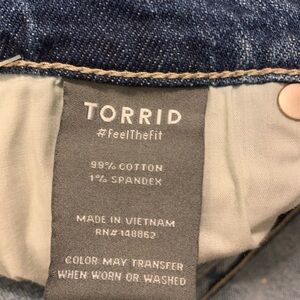 TORRID
#FeelTheFit
99% COTTON
1% SPANDEX
MADE IN VIETNAM
RN# 148862
COLOR MAY TRANSFER
WHEN WORN OR WASHED